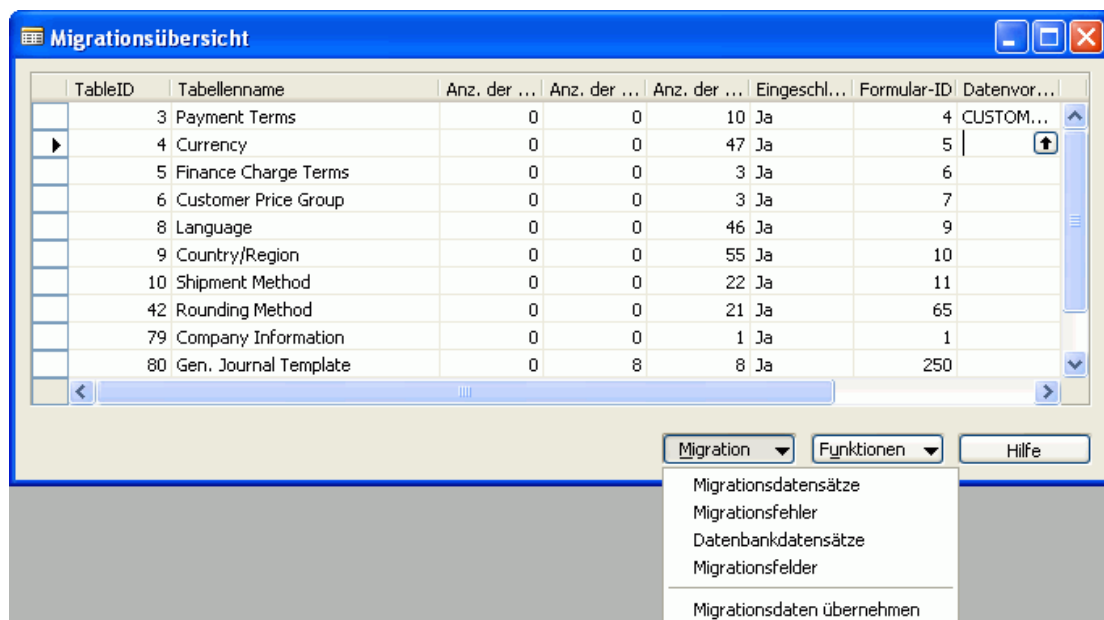 Migrationsübersicht
TableID Tabellenname Anz. der ... Anz. der ... Anz. der ... Eingeschl... Formular-ID Datenvor...
3 Payment Terms 0 0 10 Ja 4 CUSTOM...
4 Currency 0 0 47 Ja 5
5 Finance Charge Terms 0 0 3 Ja 6
6 Customer Price Group 0 0 3 Ja 7
8 Language 0 0 46 Ja 9
9 Country/Region 0 0 55 Ja 10
10 Shipment Method 0 0 22 Ja 11
42 Rounding Method 0 0 21 Ja 65
79 Company Information 0 0 1 Ja 1
80 Gen. Journal Template 0 8 8 Ja 250
Migration Funktionen Hilfe
Migrationsdatensätze
Migrationsfehler
Datenbankdatensätze
Migrationsfelder
Migrationsdaten übernehmen